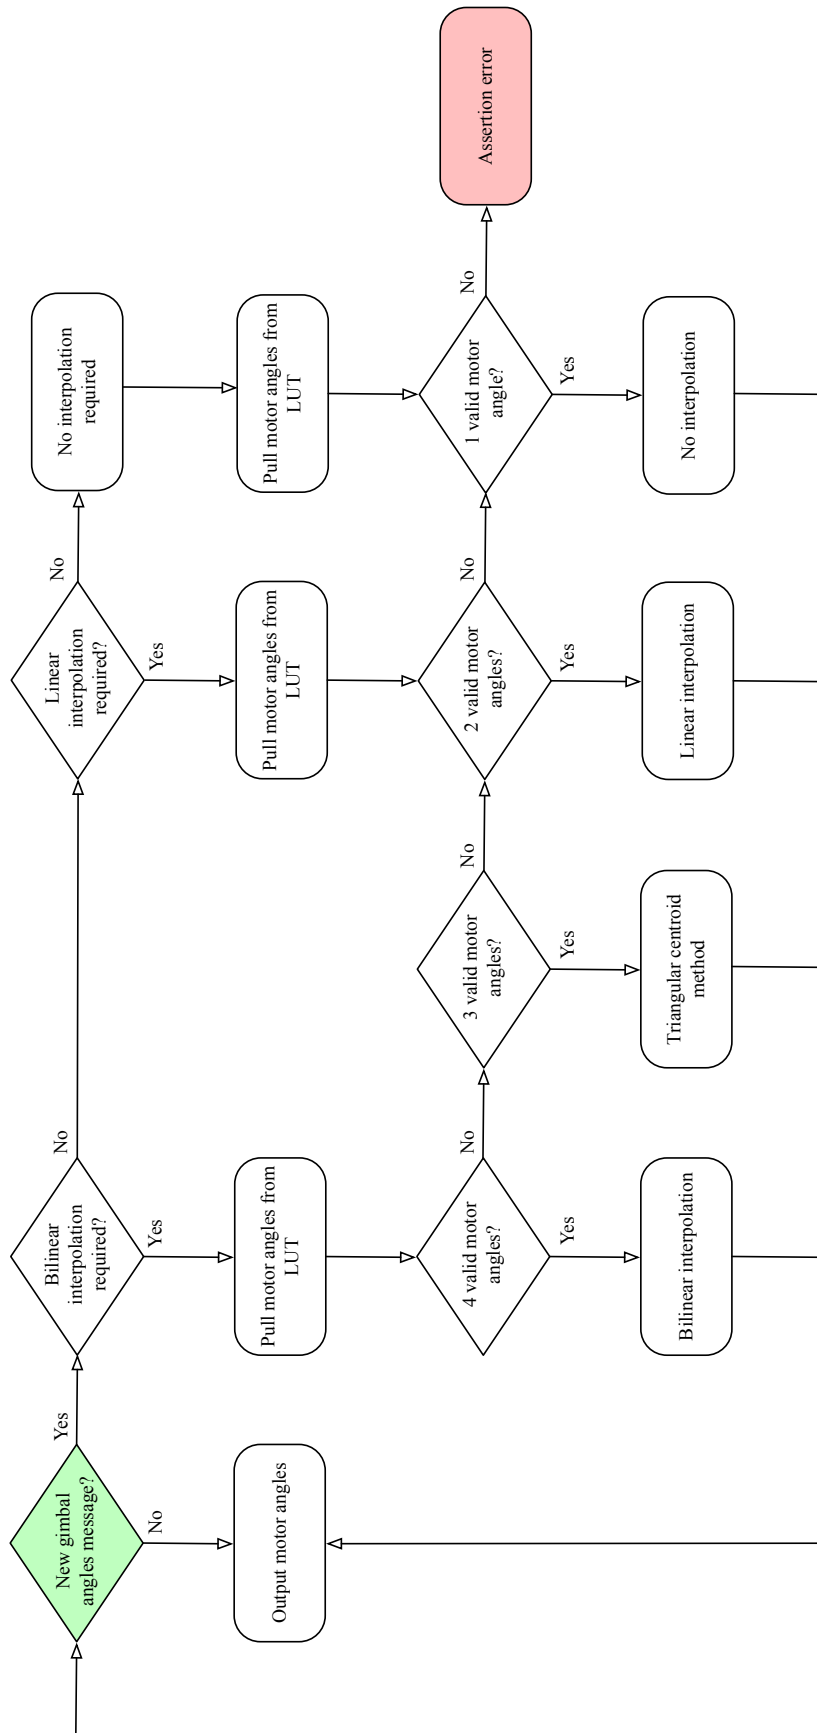 New gimbal
angles message?
Yes
No
Output motor angles
Bilinear
interpolation
required?
No
Yes
Pull motor angles from
LUT
4 valid motor
angles?
No
Yes
Bilinear interpolation
3 valid motor
angles?
No
Yes
Triangular centroid
method
Linear
interpolation
required?
No
Yes
Pull motor angles from
LUT
2 valid motor
angles?
No
Yes
Linear interpolation
No interpolation
required
Pull motor angles from
LUT
1 valid motor
angle?
No
Yes
No interpolation
Assertion error